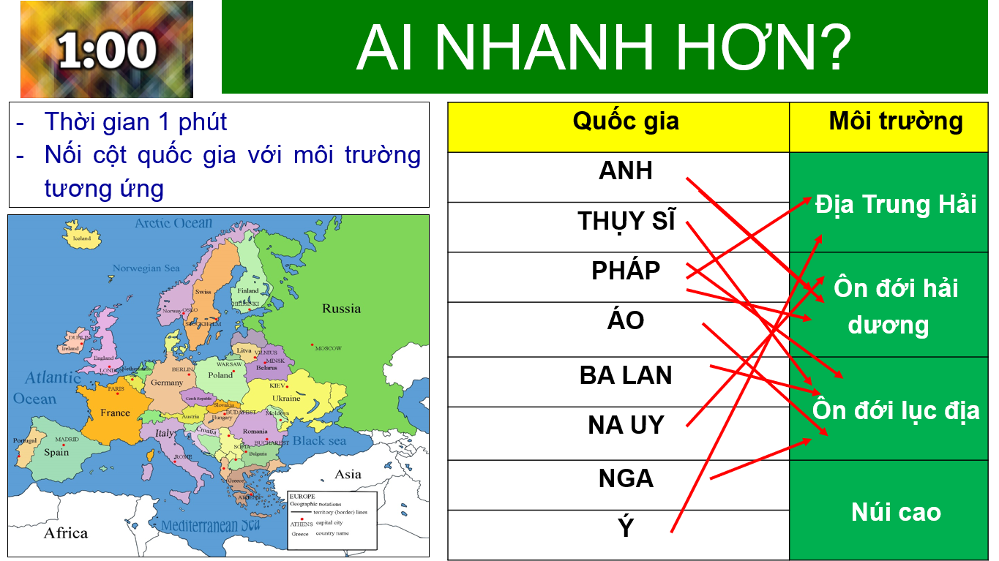 1:00
AI NHANH HƠN?
- Thời gian 1 phút
- Nối cột quốc gia với môi trường
tương ứng
Quốc gia
Môi trường
ANH
THỤY SĨ
PHÁP
ÁO
BA LAN
NA UY
NGA
Ý
Địa Trung Hải
Ôn đới hải
dương
Ôn đới lục địa
Núi cao
Arctic Ocean
Iceland
Norwegian Sea
Swiss
Finland
HELSINKI
Norway
OSLO
STOCKHOLM
Russia
MOSCOW
DUBLIN
Ireland
England
LONDON
Netherlands
Litva
VILNIUS
MINSK
Belarus
WARSAW
BERLIN
Poland
Germany
KIEV
Ukraine
Atlantic
Ocean
PARIS
France
Czech Republic
Slovakia
Austria
Hungary
BUDAPEST
Moldova
Croatia
Romania
BUCHAREST
Black sea
Italy
ROME
SOFIA
Bulgaria
Portugal
MADRID
Spain
Greece
ATHENS
Asia
Africa
Mediterranean Sea
EUROPE
Geographic notations
territory (border) lines
ATHENS capital city
Greece country name